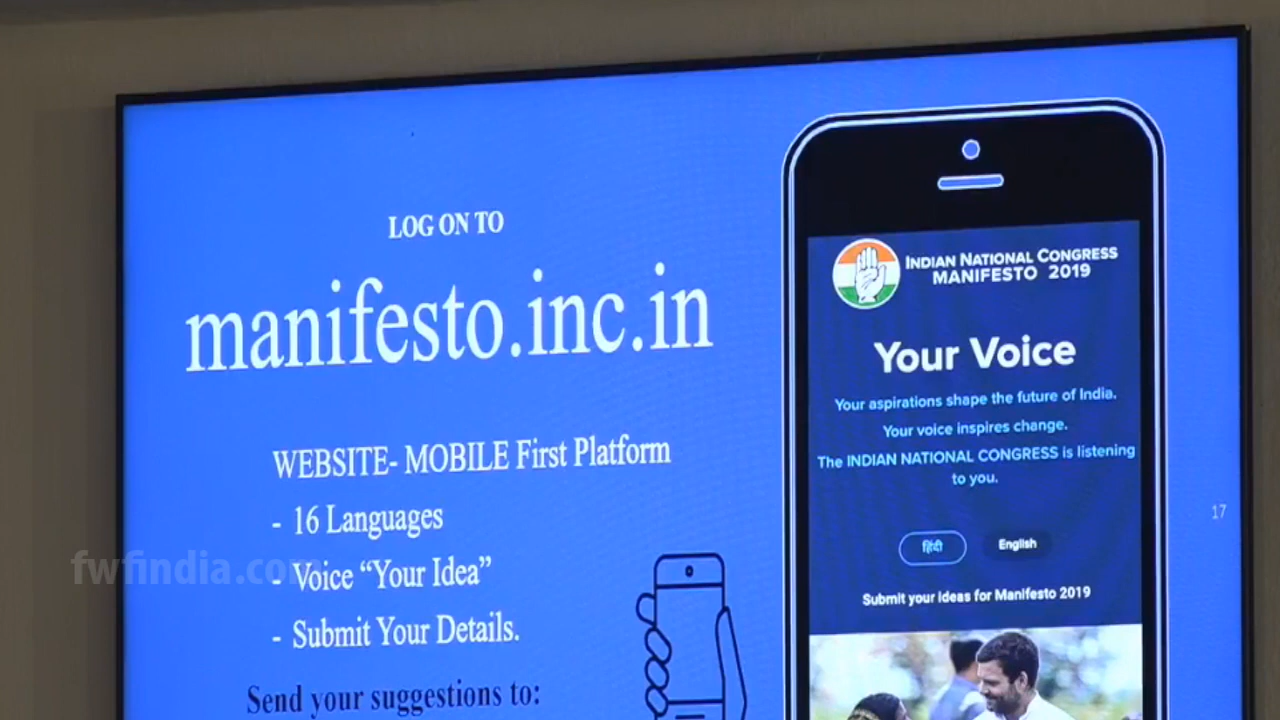 LOG ON TO
manifesto.inc.in
WEBSITE- MOBILE First Platform
- 16 Languages
- Voice “Your Idea”
- Submit Your Details.
Send your suggestions to:
INDIAN NATIONAL CONGRESS
MANIFESTO 2019
Your Voice
Your aspirations shape the future of India.
Your voice inspires change.
The INDIAN NATIONAL CONGRESS is listening
to you.
हिंदी
English
Submit your ideas for Manifesto 2019
17
fwfindia.com